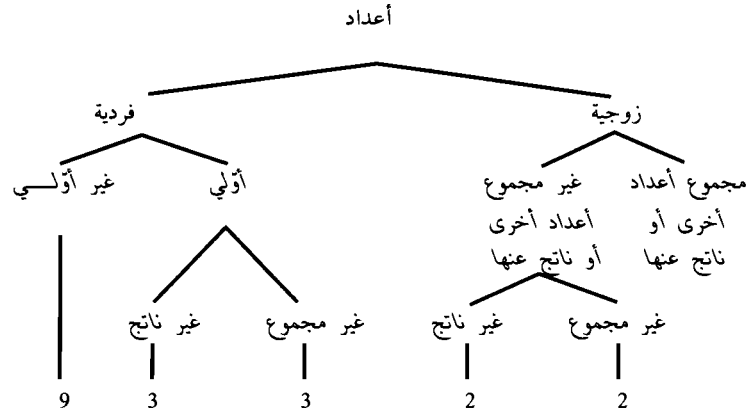 أعداد
زوجية
فردية
مجموع أعداد
أخرى أو
ناتج عنها
غير مجموع
أعداد أخرى
أو ناتج عنها
أوّلي
غير أوّلـــي
غير مجموع
غير ناتج
غير مجموع
غير ناتج
2
2
3
3
9